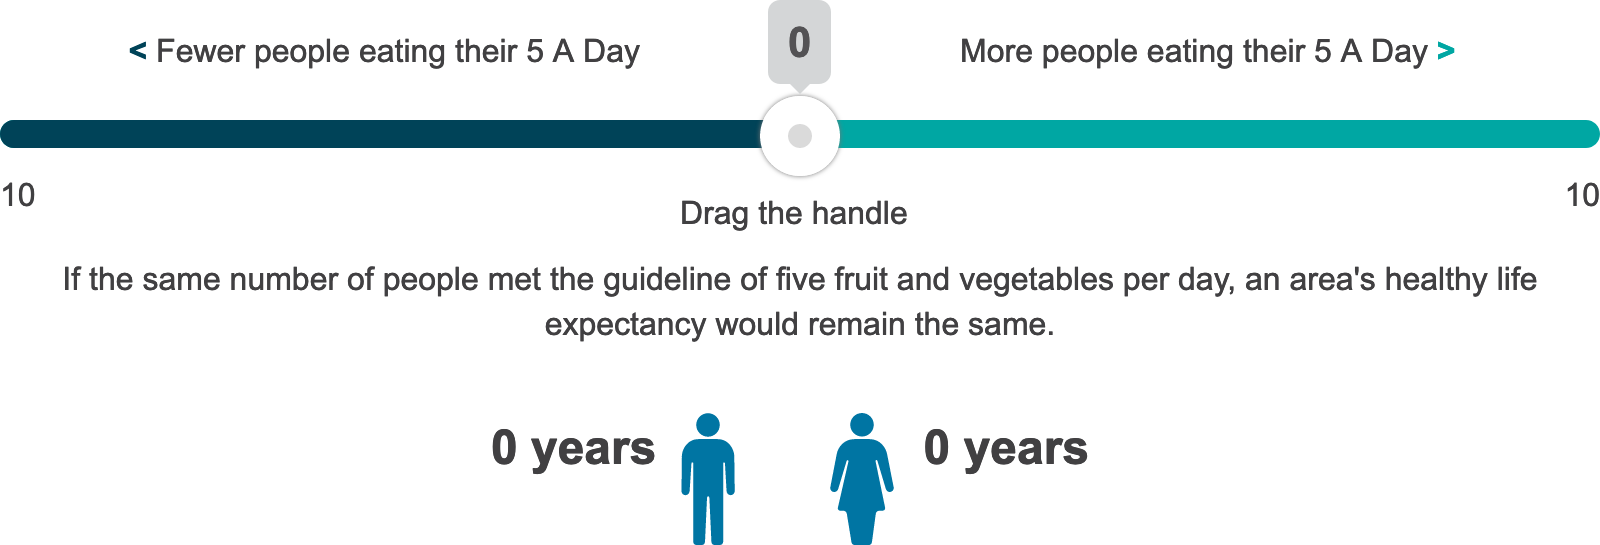 < Fewer people eating their 5 A Day
0
More people eating their 5 A Day >
10
10
Drag the handle
If the same number of people met the guideline of five fruit and vegetables per day, an area's healthy life
expectancy would remain the same.
0 years
0 years